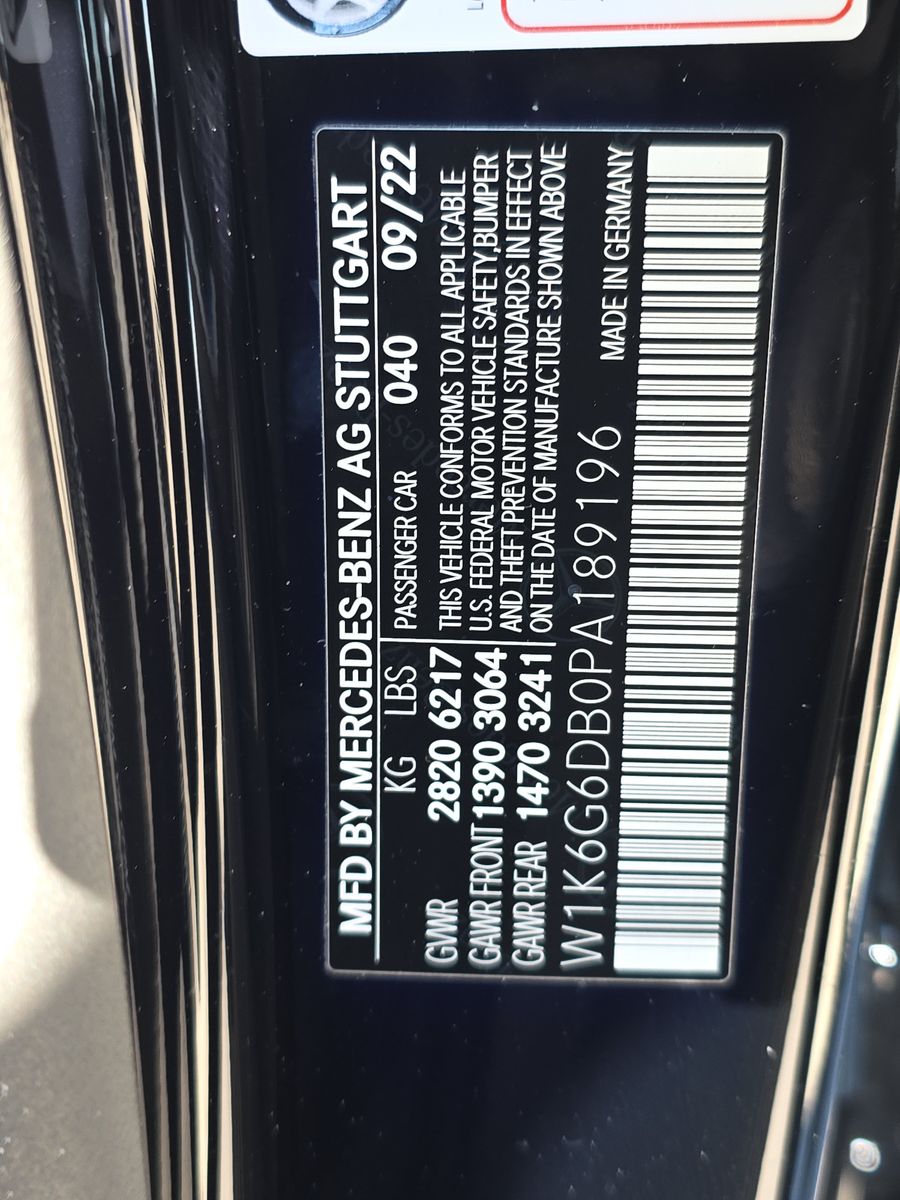 MFD BY MERCEDES-BENZ AG STUTTGART
KG LBS PASSENGER CAR 040 09/22
GVWR 2820 6217
GAWR FRONT 1390 3064
GAWR REAR 1470 3241
THIS VEHICLE CONFORMS TO ALL APPLICABLE
U.S. FEDERAL MOTOR VEHICLE SAFETY,BUMPER
AND THEFT PREVENTION STANDARDS IN EFFECT
ON THE DATE OF MANUFACTURE SHOWN ABOVE
W1K6G6DB0PA189196 MADE IN GERMANY